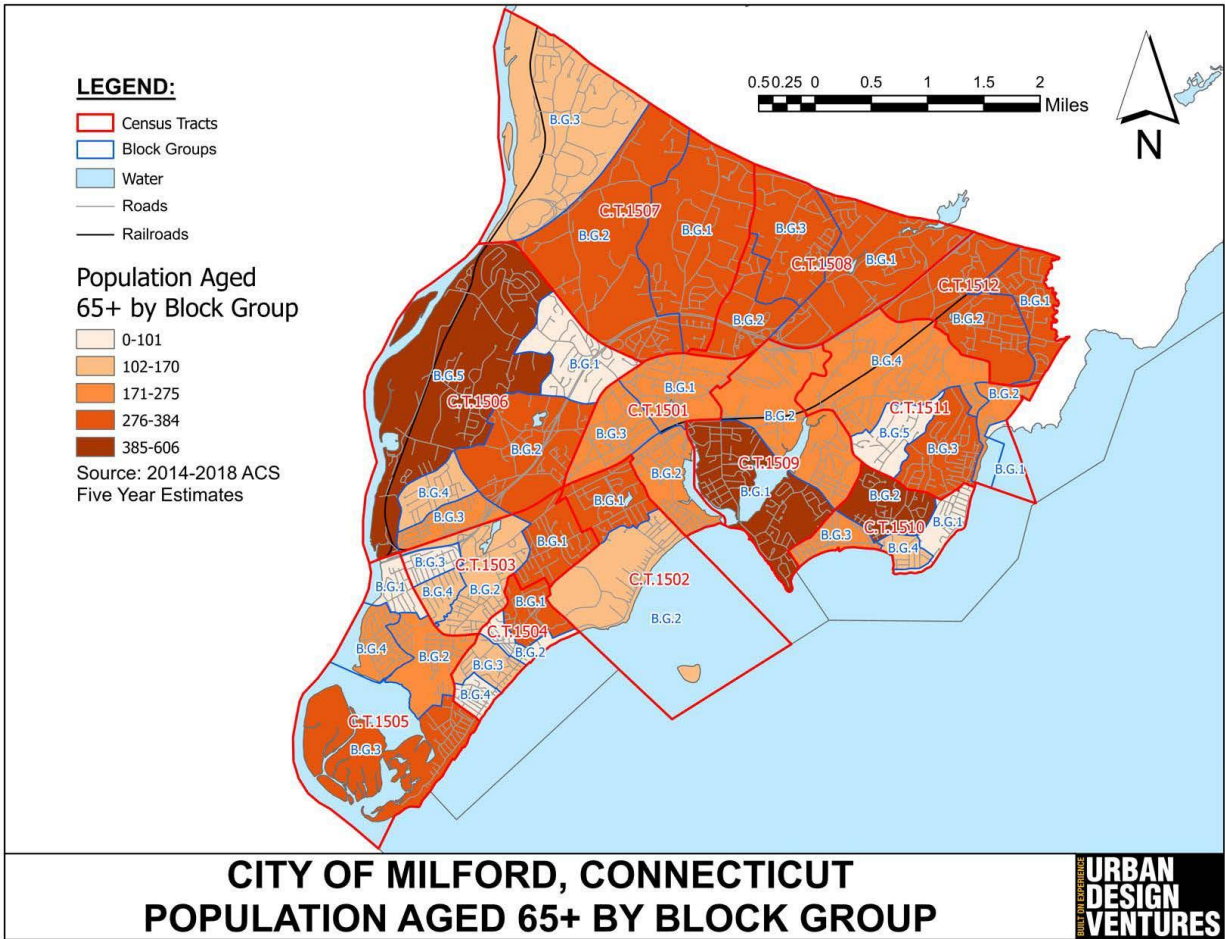 LEGEND:
Census Tracts
Block Groups
Water
Roads
Railroads
Population Aged
65+ by Block Group
0-101
102-170
171-275
276-384
385-606
Source: 2014-2018 ACS
Five Year Estimates
0.5 0.25 0 0.5 1 1.5 2
Miles
N
B.G.3
C.T.1507
B.G.2
B.G.1
B.G.3
C.T.1508
B.G.1
B.G.2
C.T.1512
B.G.1
B.G.2
B.G.5
C.T.1506
B.G.1
B.G.2
B.G.4
B.G.3
B.G.1
C.T.1501
B.G.3
B.G.2
B.G.2
B.G.4
C.T.1511
B.G.5
B.G.3
B.G.2
B.G.1
C.T.1509
B.G.1
B.G.3
B.G.2
C.T.1510
B.G.1
B.G.4
B.G.1
C.T.1502
B.G.2
B.G.1
B.G.3
C.T.1503
B.G.4
B.G.2
B.G.1
C.T.1504
B.G.2
B.G.3
B.G.4
B.G.1
B.G.4
B.G.2
C.T.1505
B.G.3
CITY OF MILFORD, CONNECTICUT
POPULATION AGED 65+ BY BLOCK GROUP
BUILT ON EXPERIENCE
URBAN
DESIGN
VENTURES